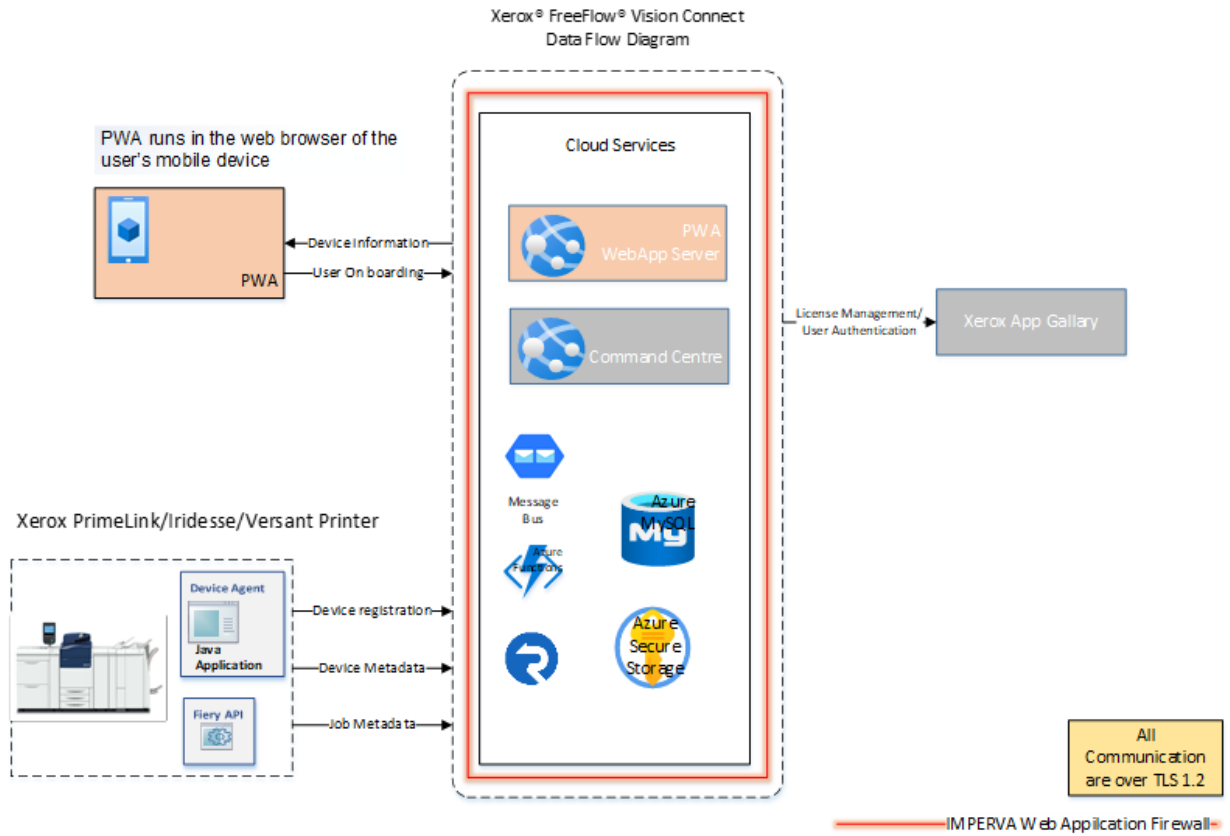 Xerox® FreeFlow® Vision Connect
Data Flow Diagram
PWA runs in the web browser of the
user's mobile device
PWA
Device Information
User On boarding
Cloud Services
PWA
WebApp Server
Command Centre
Message
Bus
Azure
Functions
Azure
MySQL
My
Azure
Secure
Storage
License Management/
User Authentication
Xerox App Gallary
Xerox PrimeLink/Iridesse/Versant Printer
Device Agent
Java
Application
Fiery API
Device registration
Device Metadata
Job Metadata
All
Communication
are over TLS 1.2
IMPERVA Web Appilcation Firewall